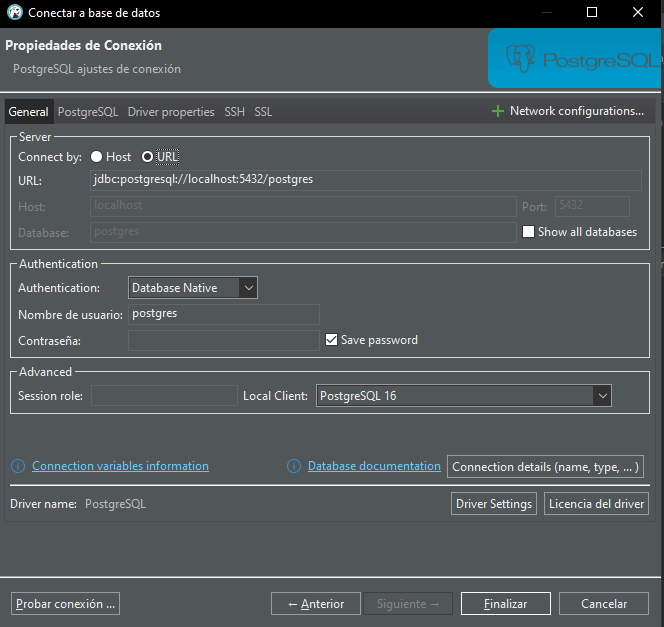 Conectar a base de datos
Propiedades de Conexión
PostgreSQL ajustes de conexión
PostgreSQL
General PostgreSQL Driver properties SSH SSL + Network configurations...
Server
Connect by: Host URL
URL: jdbc:postgresql://localhost:5432/postgres
Host: localhost Port: 5432
Database: postgres Show all databases
Authentication
Authentication: Database Native
Nombre de usuario: postgres
Contraseña: Save password
Advanced
Session role: Local Client: PostgreSQL 16
Connection variables information Database documentation Connection details (name, type, ... )
Driver name: PostgreSQL Driver Settings Licencia del driver
Probar conexión ... ← Anterior Siguiente → Finalizar Cancelar